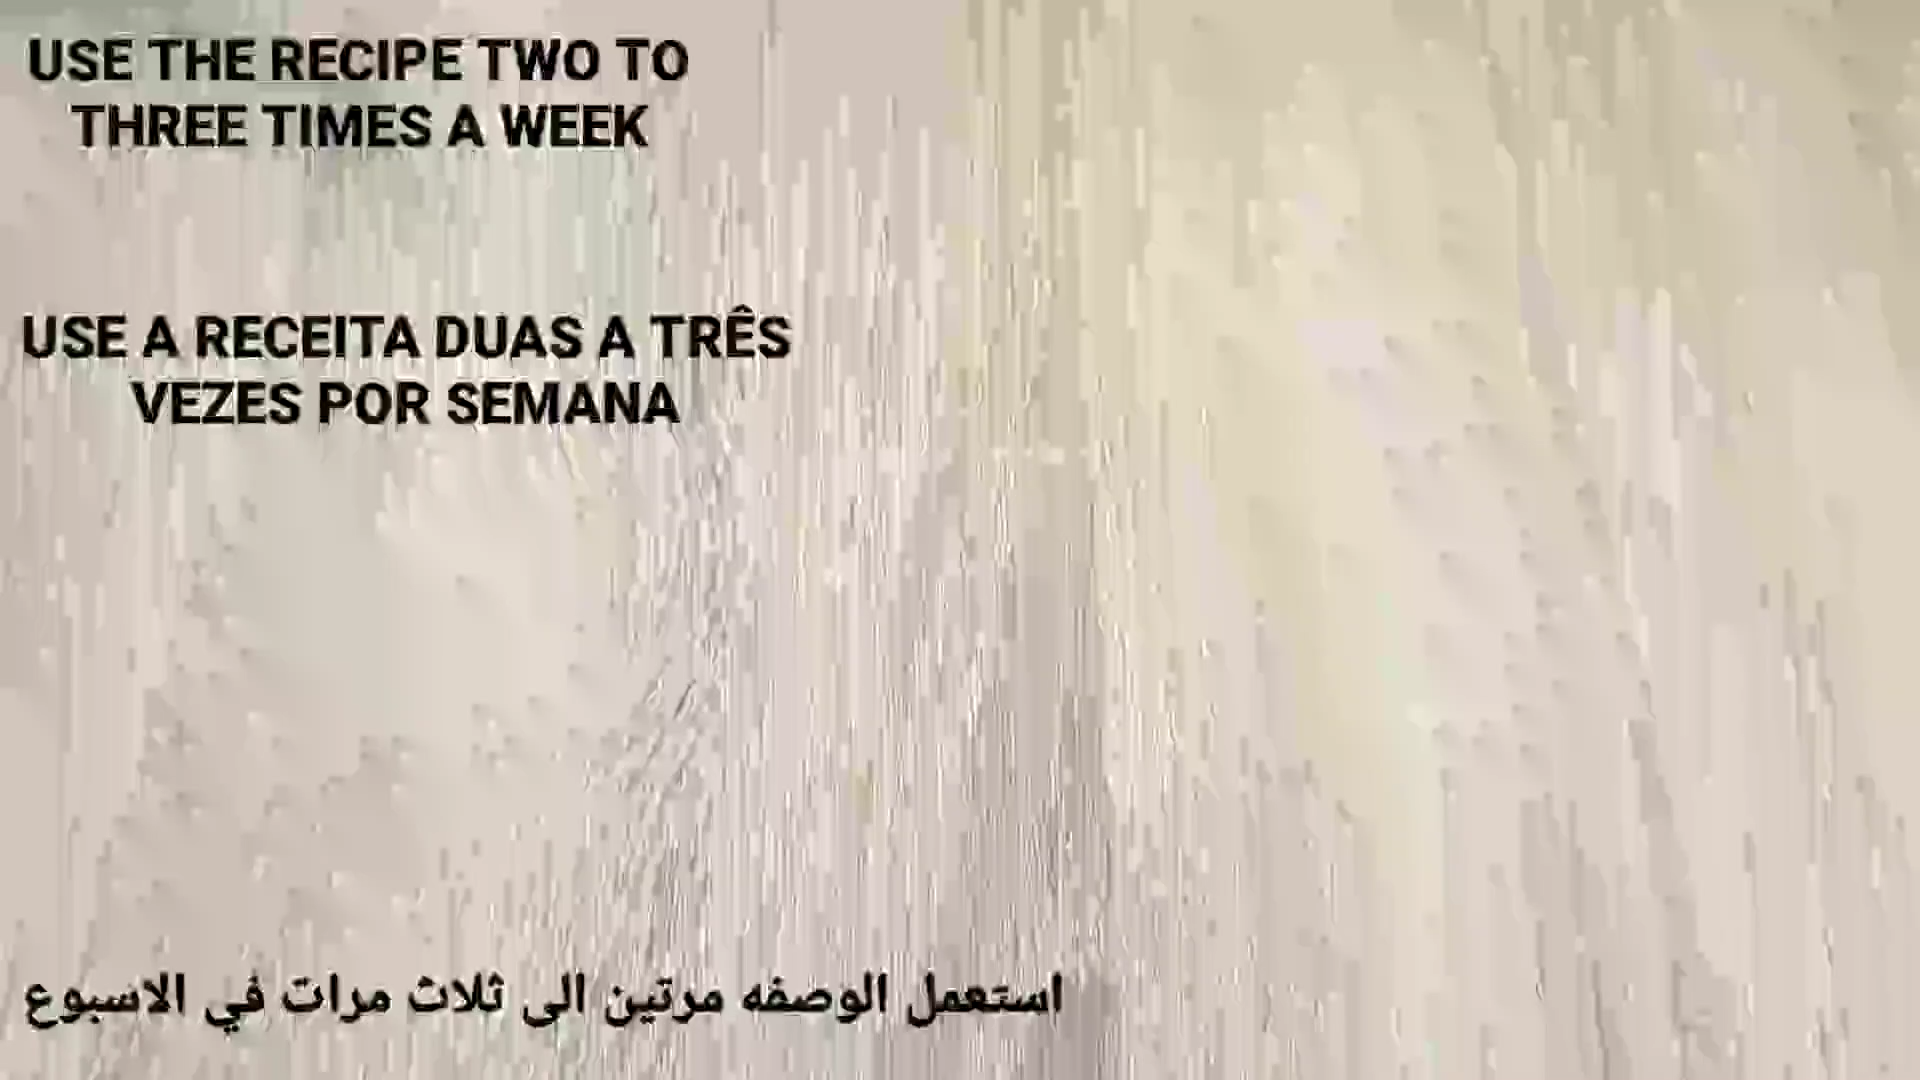 USE THE RECIPE TWO TO
THREE TIMES A WEEK
USE A RECEITA DUAS A TRÊS
VEZES POR SEMANA
استعمل الوصفه مرتين الى ثلاث مرات في الاسبوع